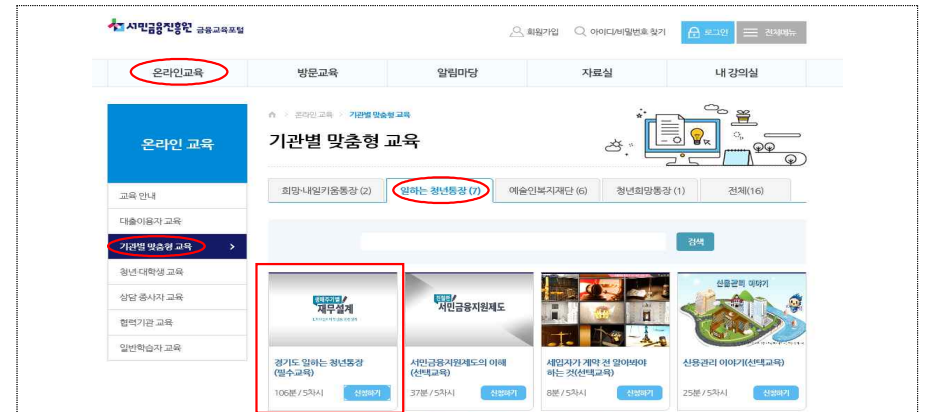 서민금융진흥원 금융교육포털
회원가입
아이디/비밀번호 찾기
로그인
전체메뉴
온라인교육
방문교육
알림마당
자료실
내 강의실
온라인 교육
> 온라인 교육 > 기관별 맞춤형 교육
기관별 맞춤형 교육
희망·내일키움통장 (2)
일하는 청년통장 (7)
예술인복지재단 (6)
청년희망통장 (1)
전체(16)
교육 안내
대출이용자 교육
기관별 맞춤형 교육 >
청년·대학생 교육
상담 종사자 교육
협력기관 교육
일반학습자 교육
검색
생애주기별
재무설계
경기도 일하는 청년통장
(필수교육)
106분 / 5차시
신청하기
친절한
서민금융지원제도
서민금융지원제도의 이해
(선택교육)
37분 / 5차시
신청하기
세입자가 계약 전 알아봐야
하는 것(선택교육)
8분 / 5차시
신청하기
신용관리 이야기
신용관리 이야기(선택교육)
25분 / 5차시
신청하기